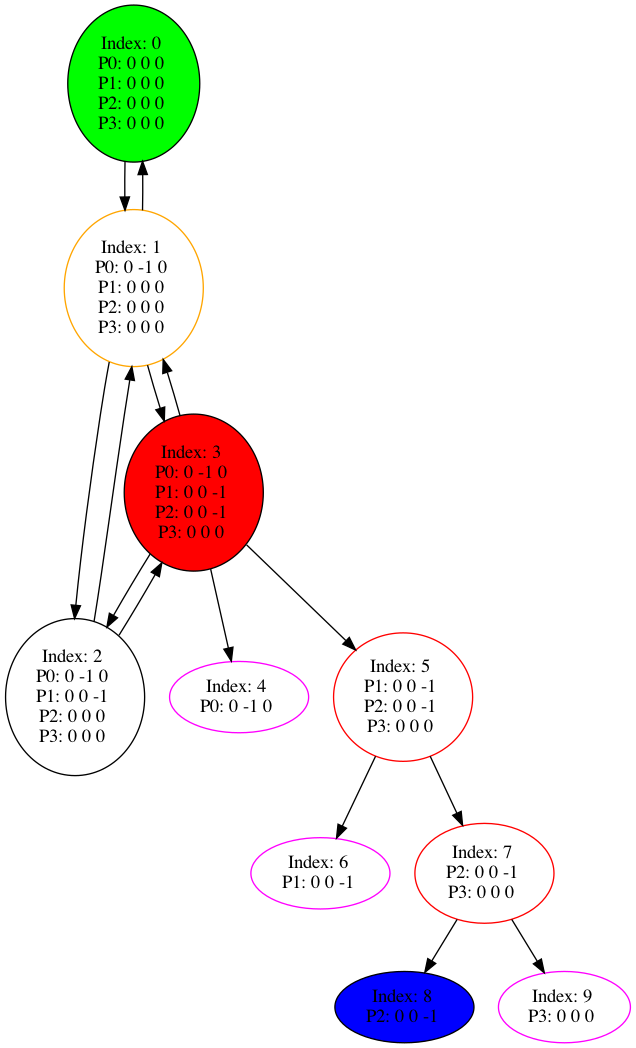 Index: 0
P0: 0 0 0
P1: 0 0 0
P2: 0 0 0
P3: 0 0 0
Index: 1
P0: 0 -1 0
P1: 0 0 0
P2: 0 0 0
P3: 0 0 0
Index: 3
P0: 0 -1 0
P1: 0 0 -1
P2: 0 0 -1
P3: 0 0 0
Index: 2
P0: 0 -1 0
P1: 0 0 -1
P2: 0 0 0
P3: 0 0 0
Index: 4
P0: 0 -1 0
Index: 5
P1: 0 0 -1
P2: 0 0 -1
P3: 0 0 0
Index: 6
P1: 0 0 -1
Index: 7
P2: 0 0 -1
P3: 0 0 0
Index: 8
P2: 0 0 -1
Index: 9
P3: 0 0 0